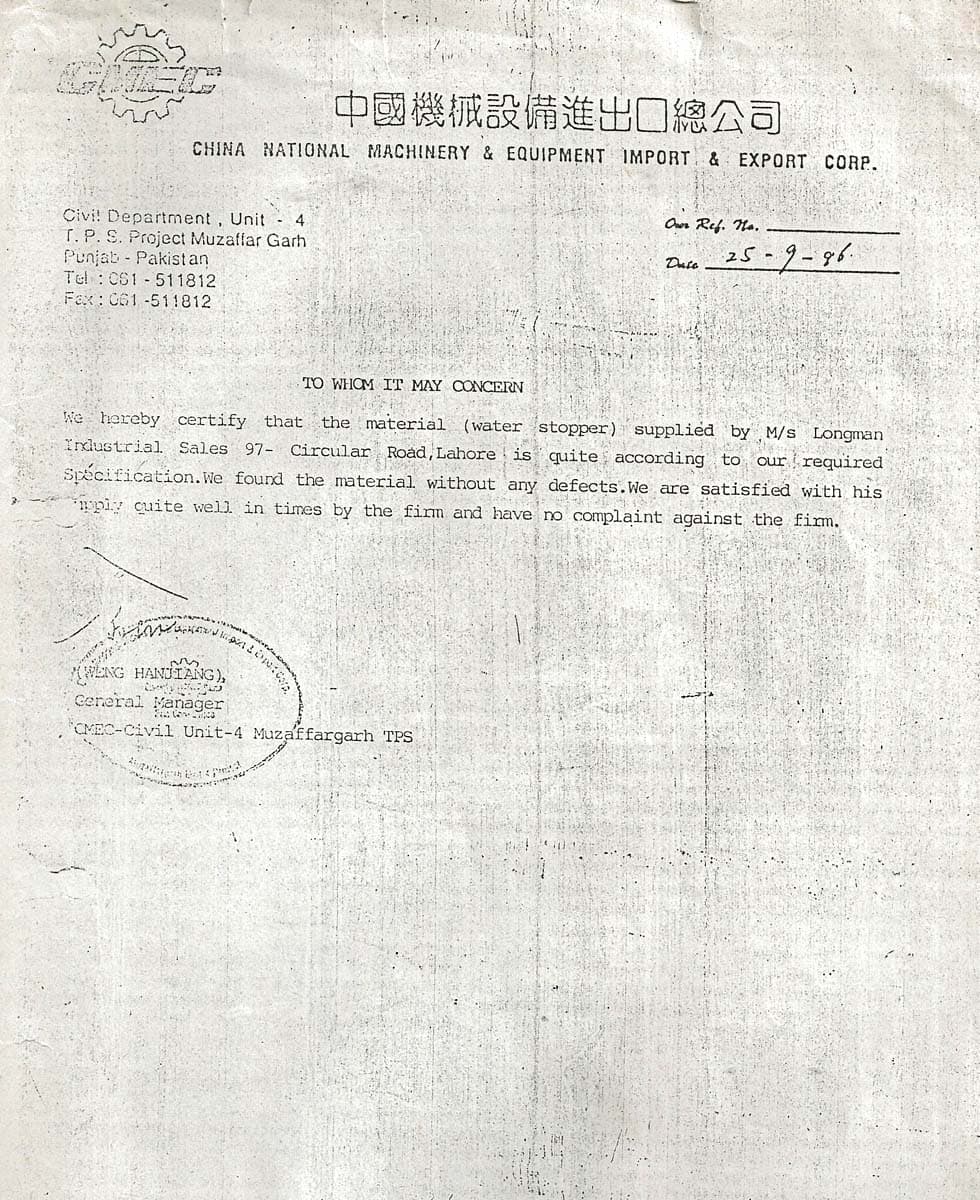 CMEC
中國機械設備進出口總公司
CHINA NATIONAL MACHINERY & EQUIPMENT IMPORT & EXPORT CORP.
Civil Department , Unit - 4
T. P. S. Project Muzaffar Garh
Punjab - Pakistan
Tel : 061 - 511812
Fax : 061 -511812
Our Ref. No.
Date 25 - 9 - 96
TO WHOM IT MAY CONCERN
We hereby certify that the material (water stopper) supplied by M/s Longman
Industrial Sales 97- Circular Road,Lahore is quite according to our required
Specification.We found the material without any defects.We are satisfied with his
supply quite well in times by the firm and have no complaint against the firm.
(WENG HANJIANG),
General Manager
CMEC-Civil Unit-4 Muzaffargarh TPS
Import & Export Corp.